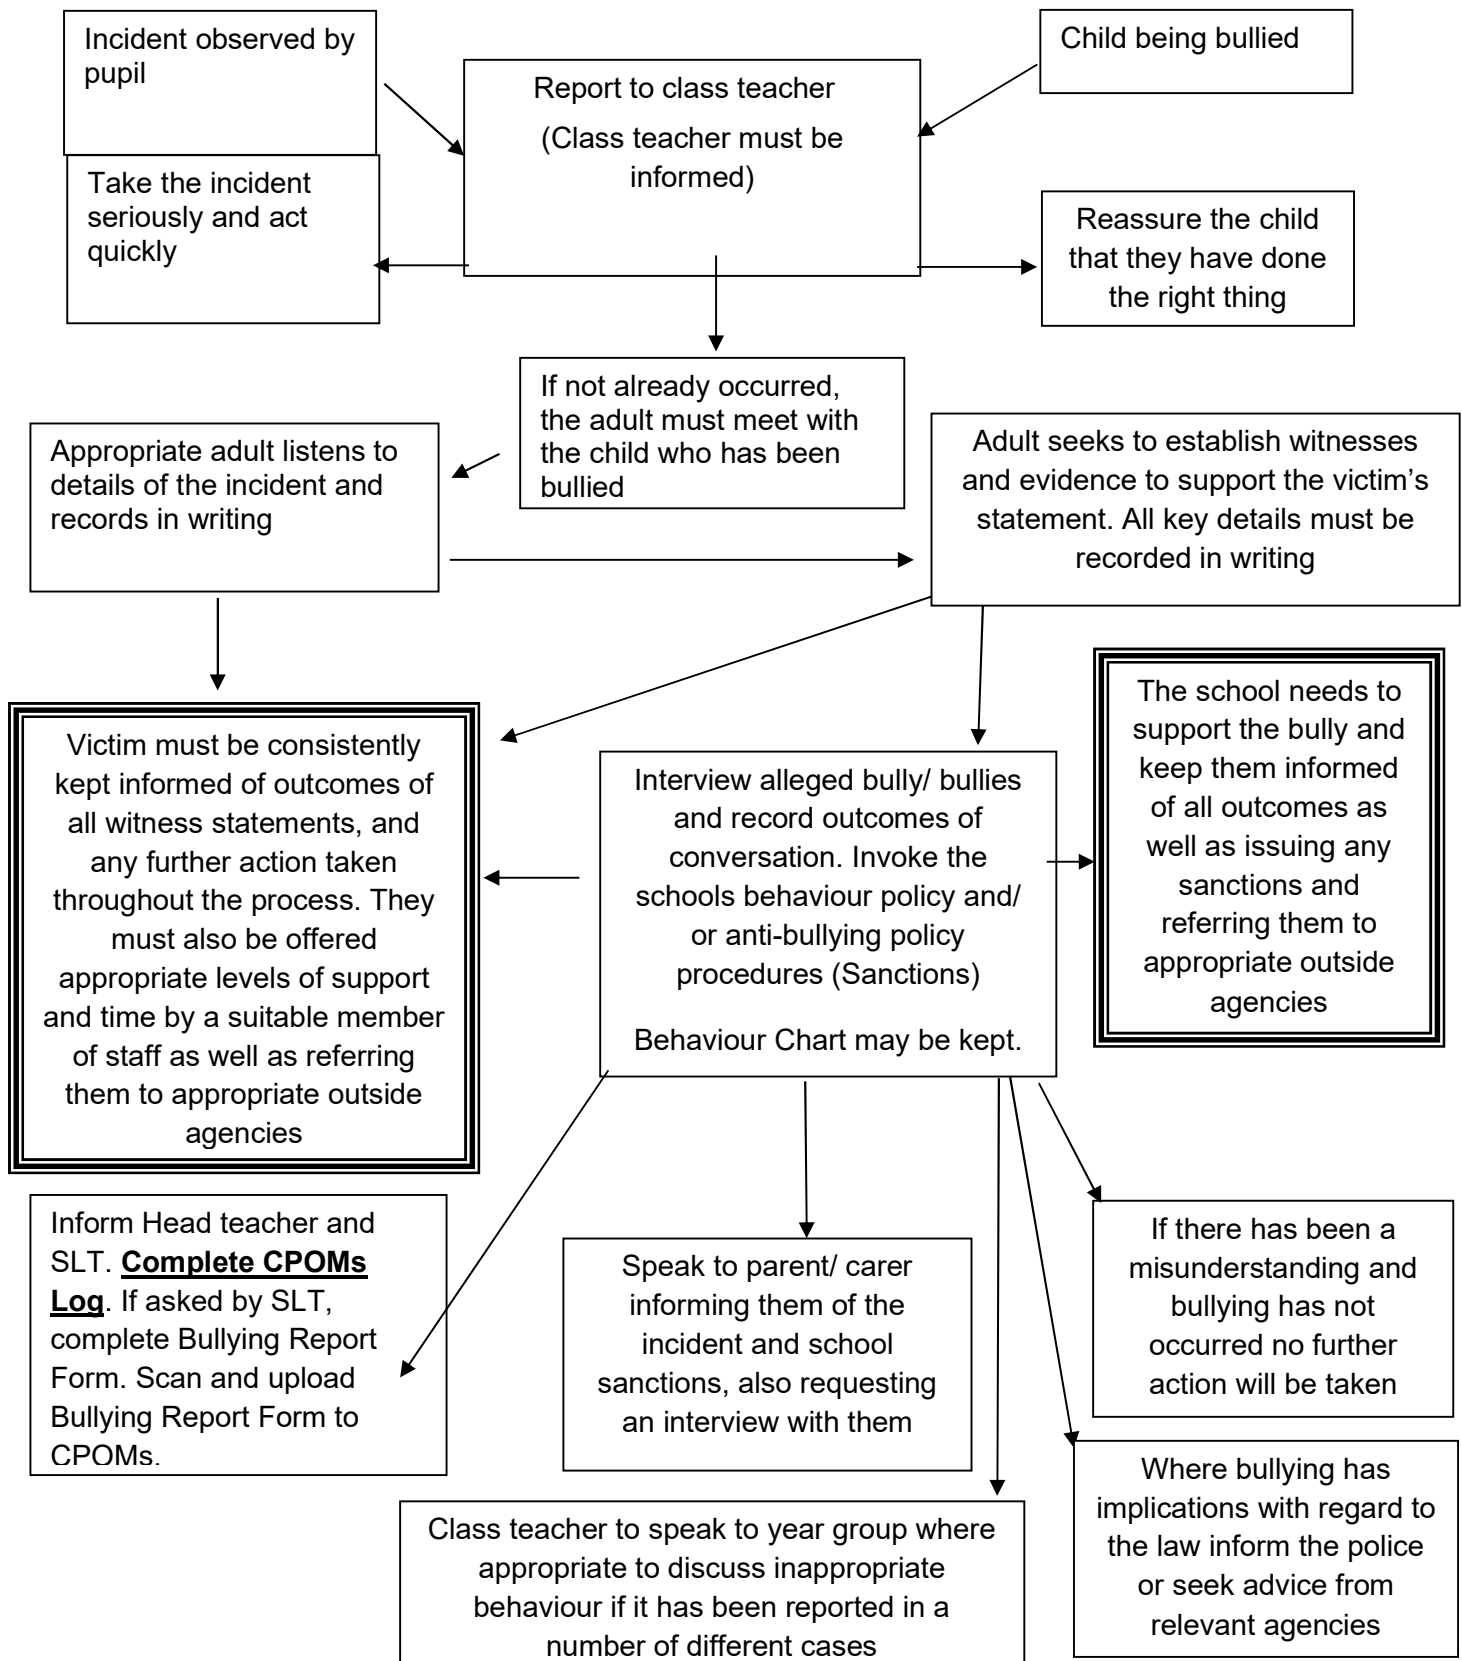 Incident observed by
pupil
Child being bullied
Report to class teacher
(Class teacher must be
informed)
Take the incident
seriously and act
quickly
Reassure the child
that they have done
the right thing
If not already occurred,
the adult must meet with
the child who has been
bullied
Appropriate adult listens to
details of the incident and
records in writing
Adult seeks to establish witnesses
and evidence to support the victim’s
statement. All key details must be
recorded in writing
Victim must be consistently
kept informed of outcomes of
all witness statements, and
any further action taken
throughout the process. They
must also be offered
appropriate levels of support
and time by a suitable member
of staff as well as referring
them to appropriate outside
agencies
Interview alleged bully/ bullies
and record outcomes of
conversation. Invoke the
schools behaviour policy and/
or anti-bullying policy
procedures (Sanctions)
Behaviour Chart may be kept.
The school needs to
support the bully and
keep them informed
of all outcomes as
well as issuing any
sanctions and
referring them to
appropriate outside
agencies
Inform Head teacher and
SLT. Complete CPOMs
Log. If asked by SLT,
complete Bullying Report
Form. Scan and upload
Bullying Report Form to
CPOMs.
Speak to parent/ carer
informing them of the
incident and school
sanctions, also requesting
an interview with them
If there has been a
misunderstanding and
bullying has not
occurred no further
action will be taken
Where bullying has
implications with regard to
the law inform the police
or seek advice from
relevant agencies
Class teacher to speak to year group where
appropriate to discuss inappropriate
behaviour if it has been reported in a
number of different cases